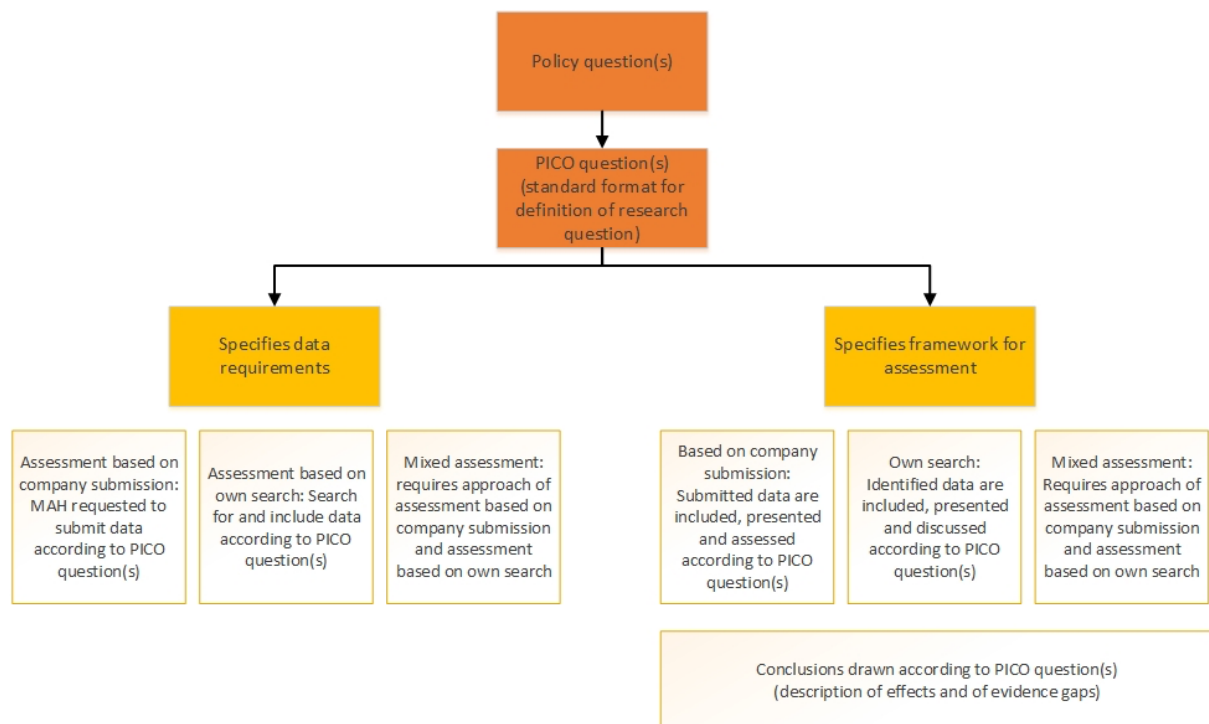 Policy question(s)
PICO question(s)
(standard format for
definition of research
question)
Specifies data
requirements
Specifies framework for
assessment
Assessment based on
company submission:
MAH requested to
submit data
according to PICO
question(s)
Assessment based on
own search: Search
for and include data
according to PICO
question(s)
Mixed assessment:
requires approach of
assessment based on
company submission
and assessment
based on own search
Based on company
submission:
Submitted data are
included, presented
and assessed
according to PICO
question(s)
Own search:
Identified data are
included, presented
and discussed
according to PICO
question(s)
Mixed assessment:
Requires approach of
assessment based on
company submission
and assessment
based on own search
Conclusions drawn according to PICO question(s)
(description of effects and of evidence gaps)